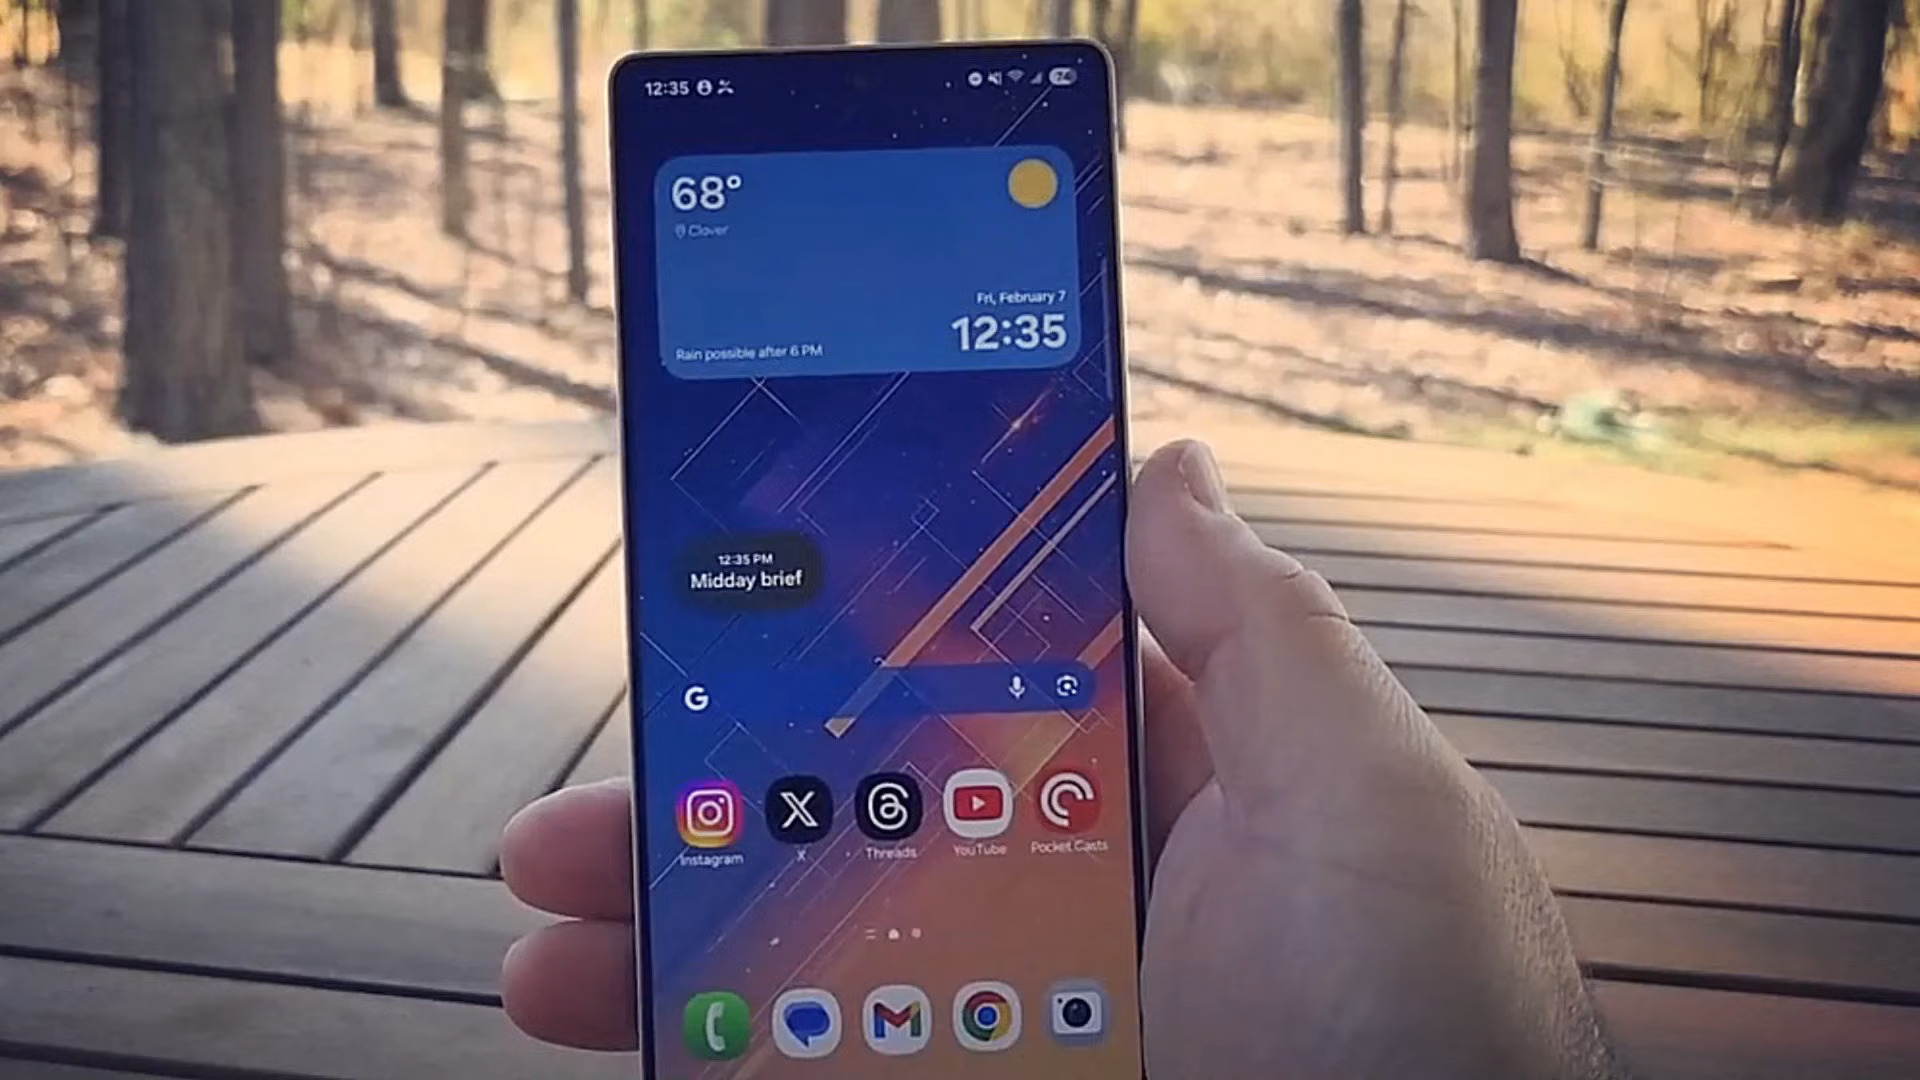 12:35
74
68°
Clover
Fri, February 7
12:35
Rain possible after 6 PM
12:35 PM
Midday brief
G
Instagram
X
Threads
YouTube
Pocket Casts